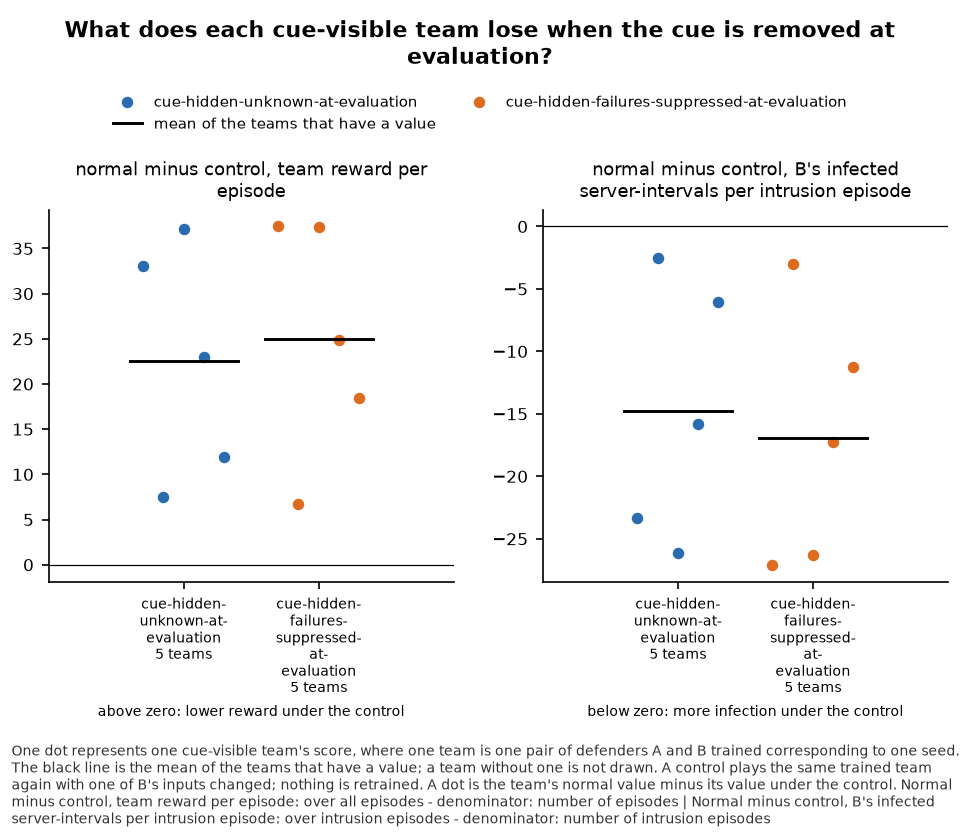 What does each cue-visible team lose when the cue is removed at
evaluation?
cue-hidden-unknown-at-evaluation
cue-hidden-failures-suppressed-at-evaluation
mean of the teams that have a value
normal minus control, team reward per
episode
35
30
25
20
15
10
5
0
cue-hidden-
unknown-at-
evaluation
5 teams
cue-hidden-
failures-
suppressed-
at-
evaluation
5 teams
above zero: lower reward under the control
normal minus control, B's infected
server-intervals per intrusion episode
0
−5
−10
−15
−20
−25
cue-hidden-
unknown-at-
evaluation
5 teams
cue-hidden-
failures-
suppressed-
at-
evaluation
5 teams
below zero: more infection under the control
One dot represents one cue-visible team's score, where one team is one pair of defenders A and B trained corresponding to one seed.
The black line is the mean of the teams that have a value; a team without one is not drawn. A control plays the same trained team
again with one of B's inputs changed; nothing is retrained. A dot is the team's normal value minus its value under the control. Normal
minus control, team reward per episode: over all episodes - denominator: number of episodes | Normal minus control, B's infected
server-intervals per intrusion episode: over intrusion episodes - denominator: number of intrusion episodes